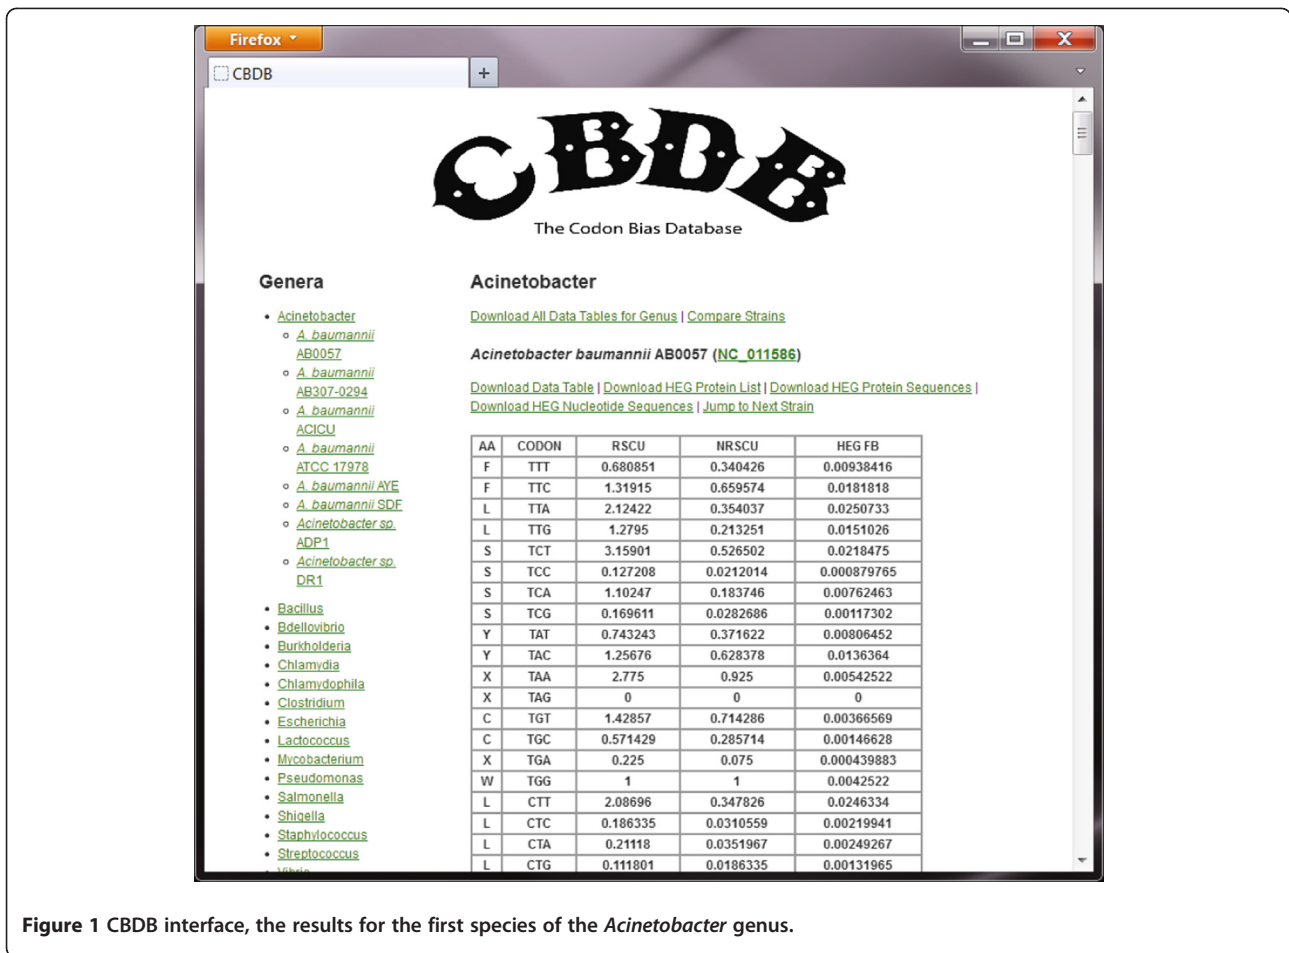 Firefox
CBDB
CBDB
The Codon Bias Database
Genera
Acinetobacter
A. baumannii
AB0057
A. baumannii
AB307-0294
A. baumannii
ACICU
A. baumannii
ATCC 17978
A. baumannii AYE
A. baumannii SDF
Acinetobacter sp.
ADP1
Acinetobacter sp.
DR1
Bacillus
Bdellovibrio
Burkholderia
Chlamydia
Chlamydophila
Clostridium
Escherichia
Lactococcus
Mycobacterium
Pseudomonas
Salmonella
Shigella
Staphylococcus
Streptococcus
Vibrio
Acinetobacter
Download All Data Tables for Genus | Compare Strains
Acinetobacter baumannii AB0057 (NC_011586)
Download Data Table | Download HEG Protein List | Download HEG Protein Sequences |
Download HEG Nucleotide Sequences | Jump to Next Strain
AA CODON RSCU NRSCU HEG FB
F TTT 0.680851 0.340426 0.00938416
F TTC 1.31915 0.659574 0.0181818
L TTA 2.12422 0.354037 0.0250733
L TTG 1.2795 0.213251 0.0151026
S TCT 3.15901 0.526502 0.0218475
S TCC 0.127208 0.0212014 0.000879765
S TCA 1.10247 0.183746 0.00762463
S TCG 0.169611 0.0282686 0.00117302
Y TAT 0.743243 0.371622 0.00806452
Y TAC 1.25676 0.628378 0.0136364
X TAA 2.775 0.925 0.00542522
X TAG 0 0 0
C TGT 1.42857 0.714286 0.00366569
C TGC 0.571429 0.285714 0.00146628
X TGA 0.225 0.075 0.000439883
W TGG 1 1 0.0042522
L CTT 2.08696 0.347826 0.0246334
L CTC 0.186335 0.0310559 0.00219941
L CTA 0.21118 0.0351967 0.00249267
L CTG 0.111801 0.0186335 0.00131965
Figure 1 CBDB interface, the results for the first species of the Acinetobacter genus.